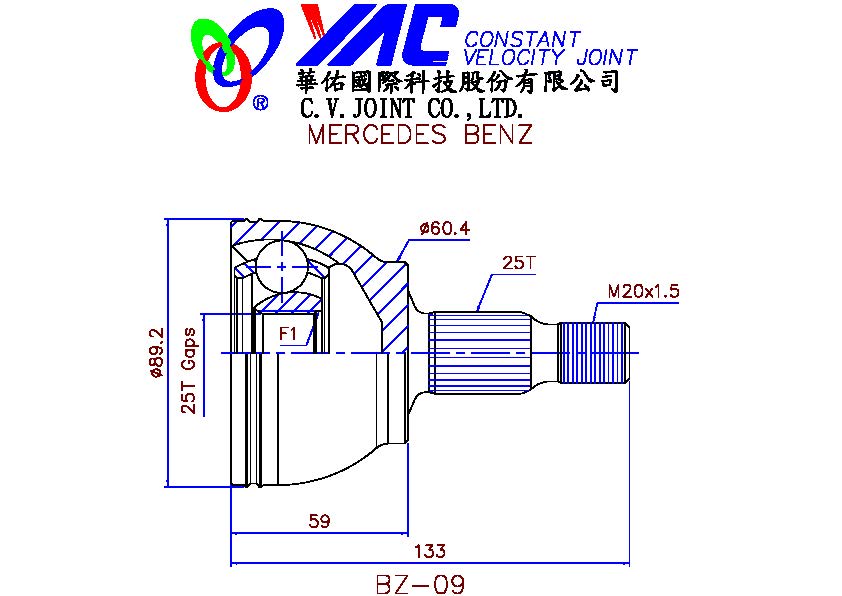 YAC CONSTANT
VELOCITY JOINT
華佑國際科技股份有限公司
®
C.V.JOINT CO.,LTD.
MERCEDES BENZ
ø60.4
25T
M20x1.5
F1
ø89.2
25T Gaps
59
133
BZ-09